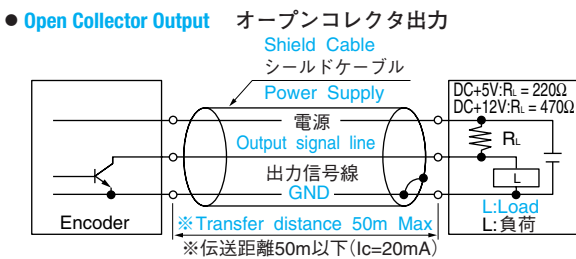 ● Open Collector Output オープンコレクタ出力
Shield Cable
シールドケーブル
Power Supply
電源
Output signal line
出力信号線
GND
Encoder
※Transfer distance 50m Max
※伝送距離50m以下(Ic=20mA)
DC+5V:RL = 220Ω
DC+12V:RL = 470Ω
RL
L
L:Load
L:負荷